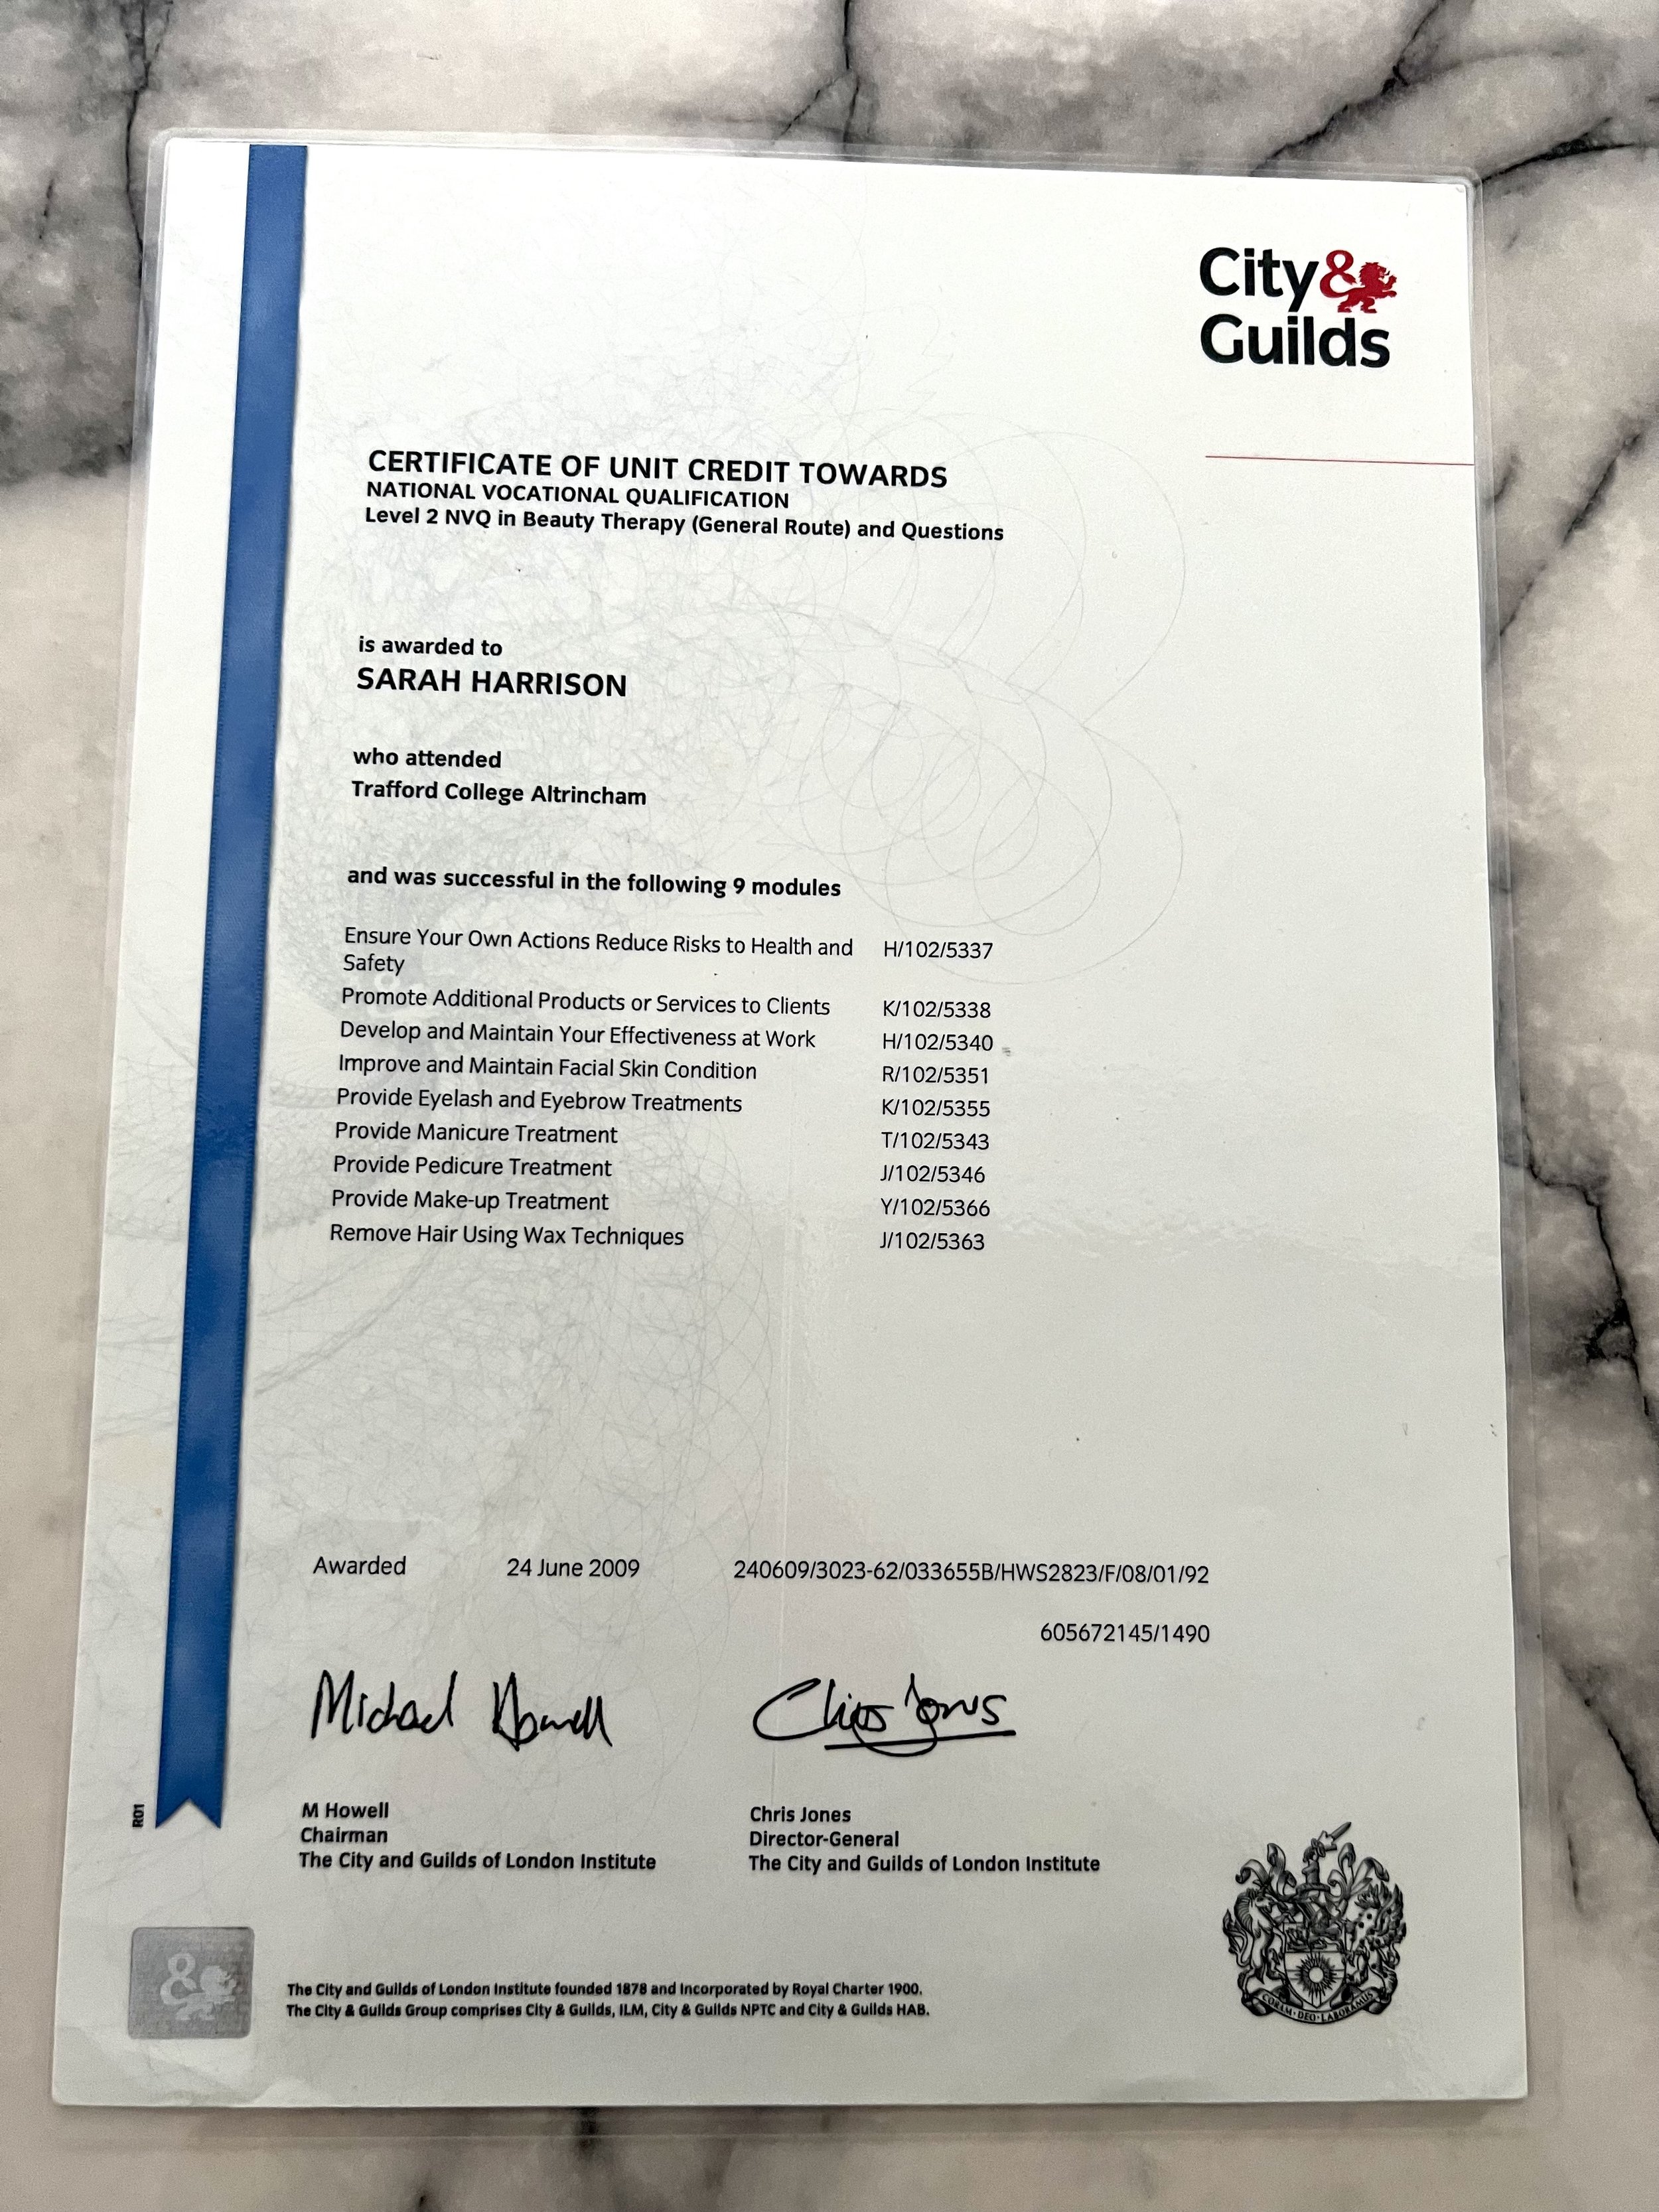 City&
Guilds
CERTIFICATE OF UNIT CREDIT TOWARDS
NATIONAL VOCATIONAL QUALIFICATION
Level 2 NVQ in Beauty Therapy (General Route) and Questions
is awarded to
SARAH HARRISON
who attended
Trafford College Altrincham
and was successful in the following 9 modules
Ensure Your Own Actions Reduce Risks to Health and H/102/5337
Safety
Promote Additional Products or Services to Clients K/102/5338
Develop and Maintain Your Effectiveness at Work H/102/5340
Improve and Maintain Facial Skin Condition R/102/5351
Provide Eyelash and Eyebrow Treatments K/102/5355
Provide Manicure Treatment T/102/5343
Provide Pedicure Treatment J/102/5346
Provide Make-up Treatment Y/102/5366
Remove Hair Using Wax Techniques J/102/5363
Awarded 24 June 2009 240609/3023-62/033655B/HWS2823/F/08/01/92
605672145/1490
Michael Howell Chris Jones
R01
M Howell Chris Jones
Chairman Director-General
The City and Guilds of London Institute The City and Guilds of London Institute
&
The City and Guilds of London Institute founded 1878 and Incorporated by Royal Charter 1900.
The City & Guilds Group comprises City & Guilds, ILM, City & Guilds NPTC and City & Guilds HAB.
CORAM·DEO·LABORAMUS